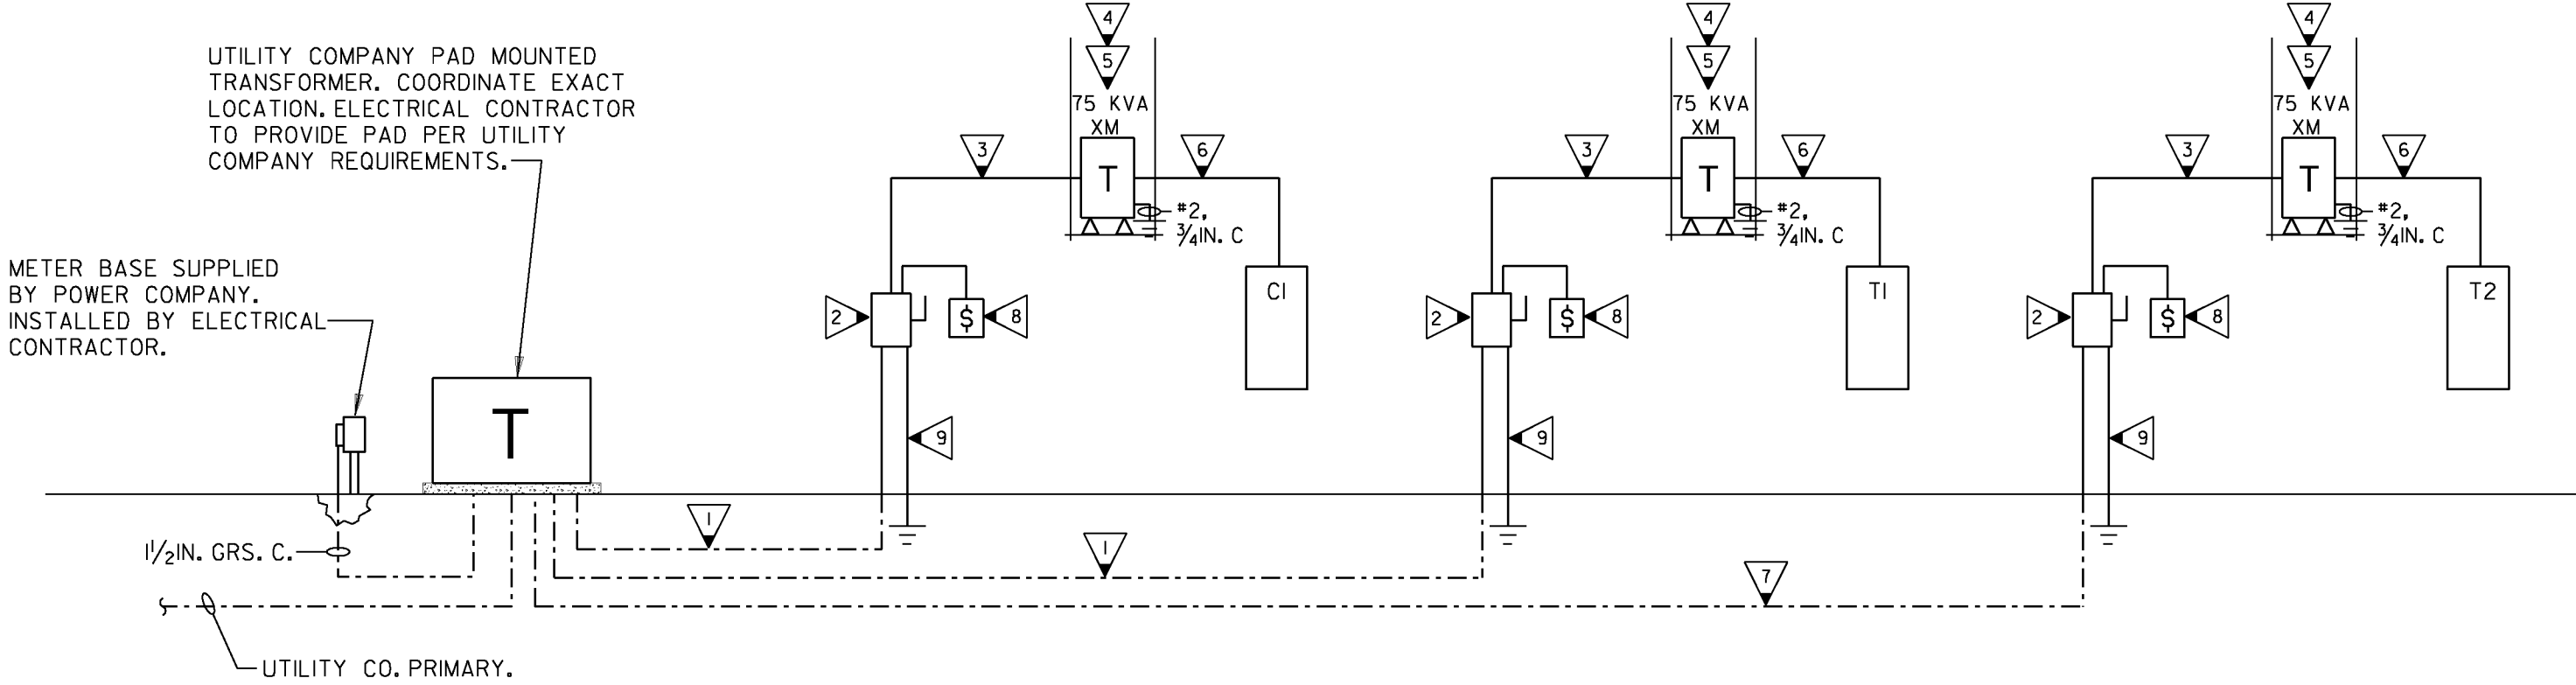 UTILITY COMPANY PAD MOUNTED
TRANSFORMER. COORDINATE EXACT
LOCATION. ELECTRICAL CONTRACTOR
TO PROVIDE PAD PER UTILITY
COMPANY REQUIREMENTS.
METER BASE SUPPLIED
BY POWER COMPANY.
INSTALLED BY ELECTRICAL
CONTRACTOR.
T
1 1/2IN. GRS. C.
UTILITY CO. PRIMARY.
4
5
75 KVA
XM
3
T
6
#2,
3/4IN. C
2
$
8
C1
9
1
4
5
75 KVA
XM
3
T
6
#2,
3/4IN. C
2
$
8
T1
9
1
4
5
75 KVA
XM
3
T
6
#2,
3/4IN. C
2
$
8
T2
9
7